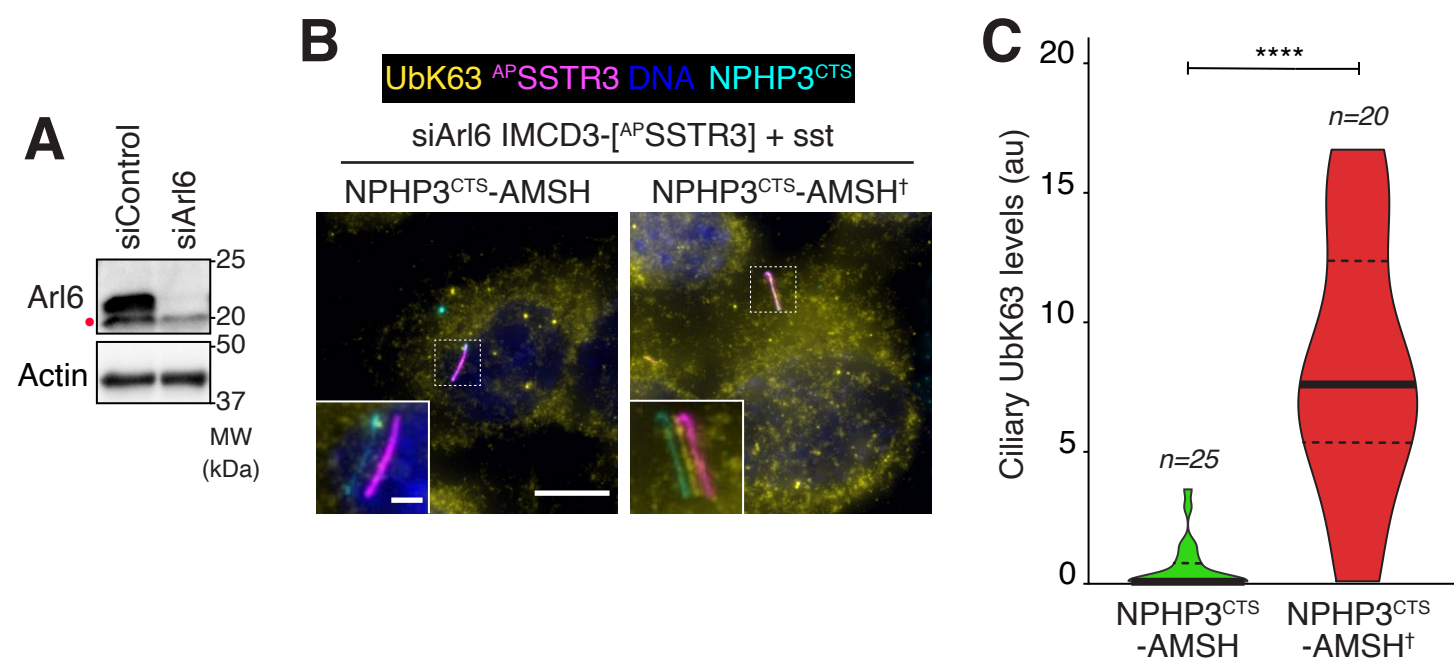 A
siControl
siArl6
Arl6
25
20
Actin
50
37
MW
(kDa)
B
UbK63 APSSTR3 DNA NPHP3CTS
siArl6 IMCD3-[APSSTR3] + sst
NPHP3CTS-AMSH
NPHP3CTS-AMSH†
C
Ciliary UbK63 levels (au)
20
15
10
5
0
****
n=25
n=20
NPHP3CTS
-AMSH
NPHP3CTS
-AMSH†